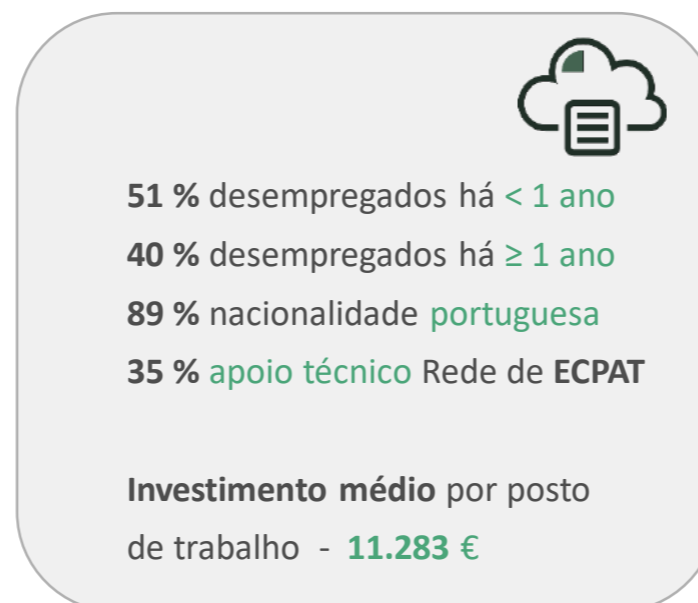 51 % desempregados há < 1 ano
40 % desempregados há ≥ 1 ano
89 % nacionalidade portuguesa
35 % apoio técnico Rede de ECPAT
Investimento médio por posto
de trabalho - 11.283 €